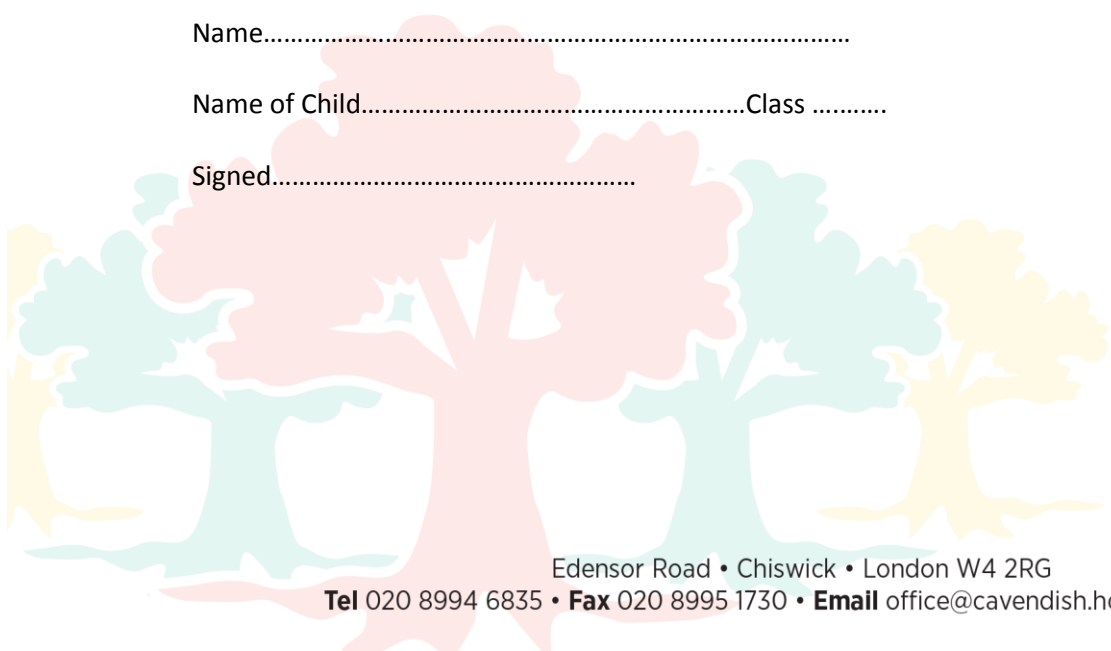 Name……………………………………………………………………………
Name of Child…………………………………………………Class ……….
Signed………………………………………………
Edensor Road • Chiswick • London W4 2RG
Tel 020 8994 6835 • Fax 020 8995 1730 • Email office@cavendish.ho